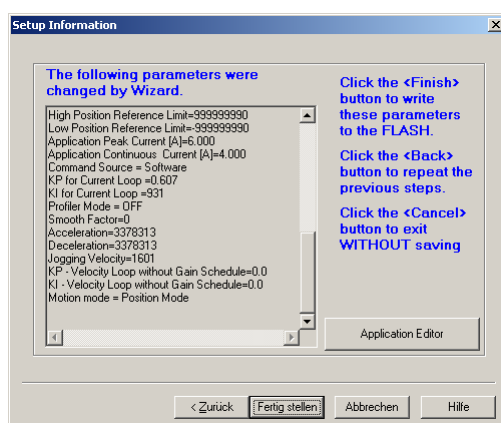 Setup Information
The following parameters were
changed by Wizard.
High Position Reference Limit=999999990
Low Position Reference Limit=-999999990
Application Peak Current [A]=6.000
Application Continuous Current [A]=4.000
Command Source = Software
KP for Current Loop =0.607
KI for Current Loop =931
Profiler Mode = OFF
Smooth Factor=0
Acceleration=3378313
Deceleration=3378313
Jogging Velocity=1601
KP - Velocity Loop without Gain Schedule=0.0
KI - Velocity Loop without Gain Schedule=0.0
Motion mode = Position Mode
Click the <Finish>
button to write
these parameters
to the FLASH.
Click the <Back>
button to repeat the
previous steps.
Click the <Cancel>
button to exit
WITHOUT saving
Application Editor
< Zurück
Fertig stellen
Abbrechen
Hilfe